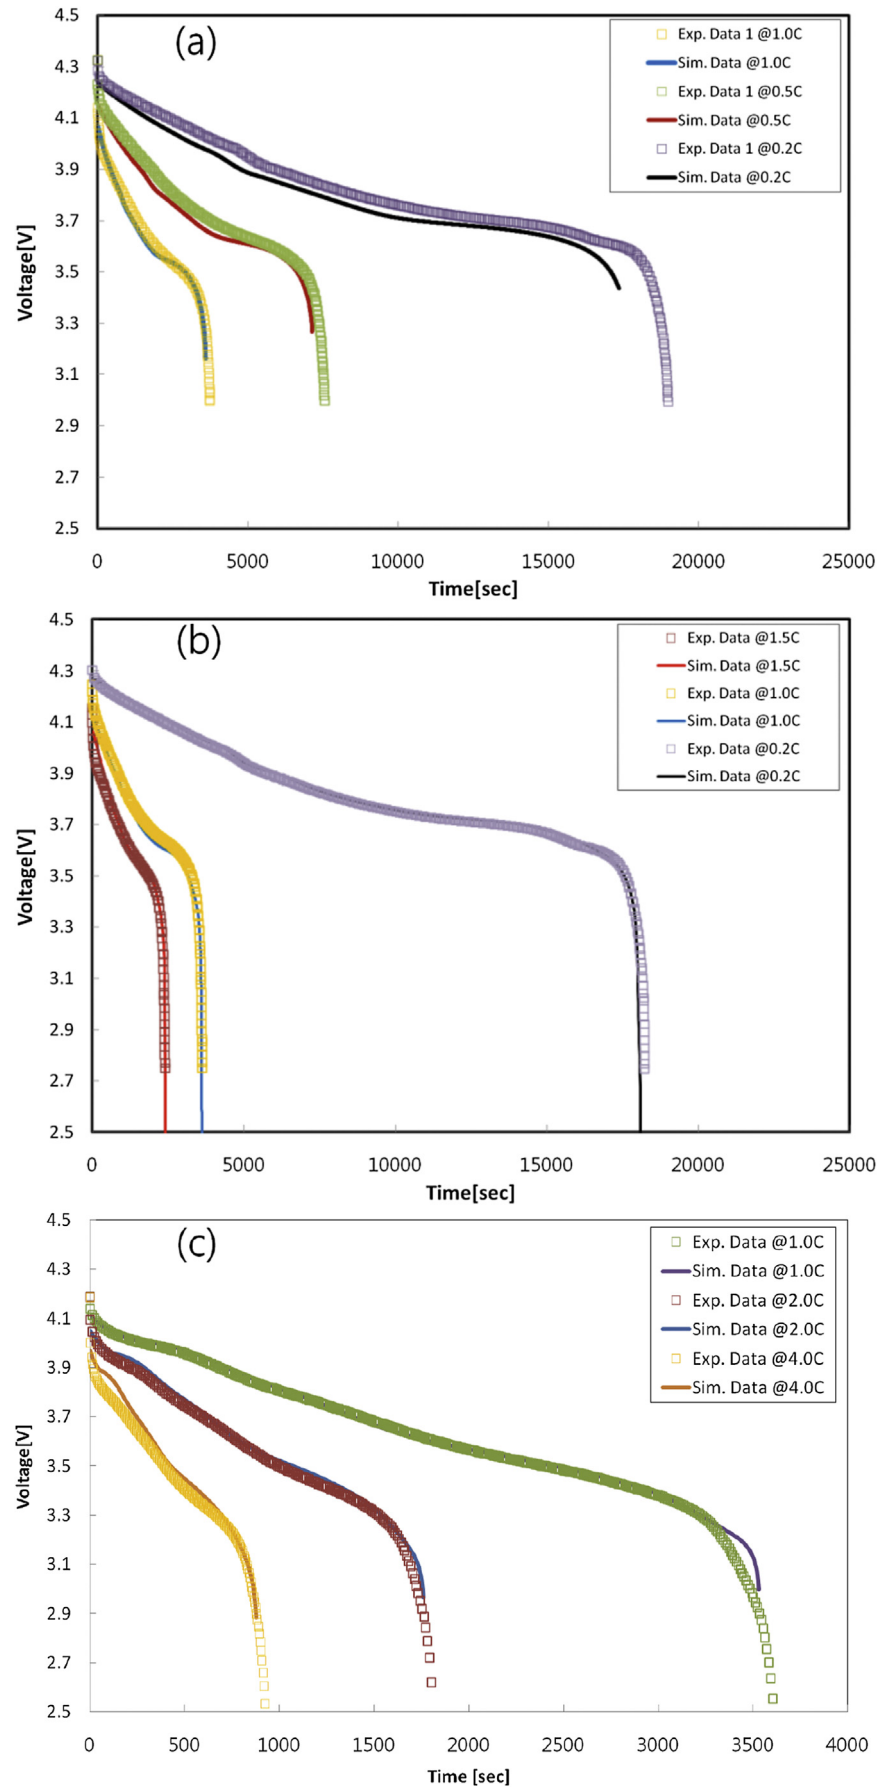 (a)
Exp. Data 1 @1.0C
Sim. Data @1.0C
Exp. Data 1 @0.5C
Sim. Data @0.5C
Exp. Data 1 @0.2C
Sim. Data @0.2C
4.5
4.3
4.1
3.9
3.7
3.5
3.3
3.1
2.9
2.7
2.5
Voltage[V]
0 5000 10000 15000 20000 25000
Time[sec]
(b)
Exp. Data @1.5C
Sim. Data @1.5C
Exp. Data @1.0C
Sim. Data @1.0C
Exp. Data @0.2C
Sim. Data @0.2C
4.5
4.3
4.1
3.9
3.7
3.5
3.3
3.1
2.9
2.7
2.5
Voltage[V]
0 5000 10000 15000 20000 25000
Time[sec]
(c)
Exp. Data @1.0C
Sim. Data @1.0C
Exp. Data @2.0C
Sim. Data @2.0C
Exp. Data @4.0C
Sim. Data @4.0C
4.5
4.3
4.1
3.9
3.7
3.5
3.3
3.1
2.9
2.7
2.5
Voltage[V]
0 500 1000 1500 2000 2500 3000 3500 4000
Time [sec]